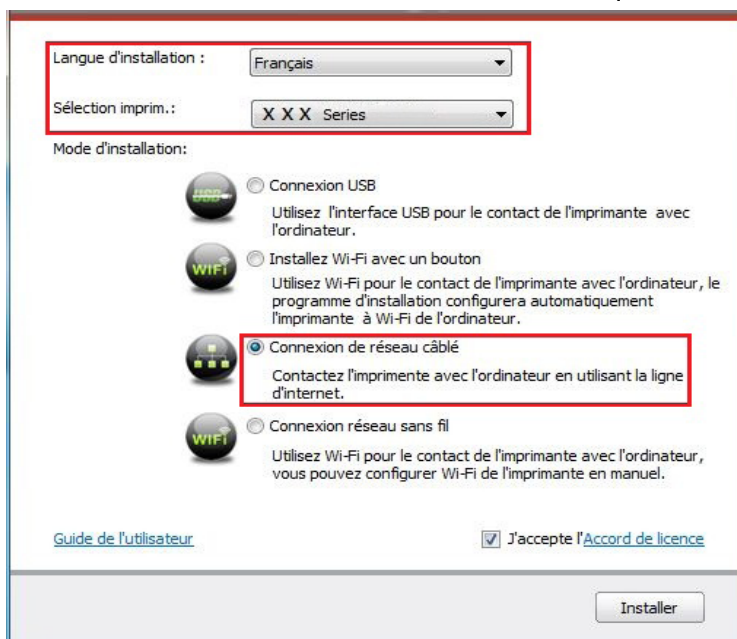 Langue d'installation :
Français
Sélection imprim.:
X X X Series
Mode d'installation:
USB
Connexion USB
Utilisez l'interface USB pour le contact de l'imprimante avec
l'ordinateur.
WiFi
Installez Wi-Fi avec un bouton
Utilisez Wi-Fi pour le contact de l'imprimante avec l'ordinateur, le
programme d'installation configurera automatiquement
l'imprimante à Wi-Fi de l'ordinateur.
Connexion de réseau câblé
Contactez l'imprimente avec l'ordinateur en utilisant la ligne
d'internet.
WiFi
Connexion réseau sans fil
Utilisez Wi-Fi pour le contact de l'imprimante avec l'ordinateur,
vous pouvez configurer Wi-Fi de l'imprimante en manuel.
Guide de l'utilisateur
J'accepte l'Accord de licence
Installer